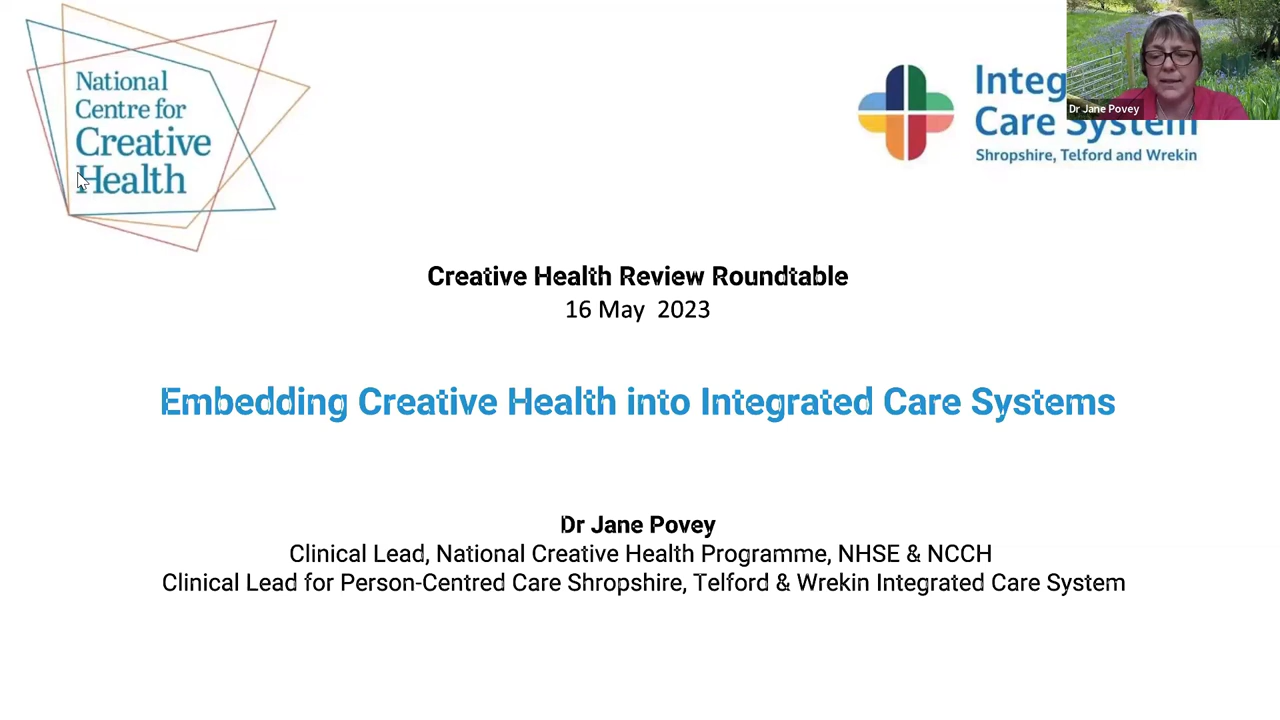 National
Centre for
Creative
Health
Integ
Care System
Shropshire, Telford and Wrekin
Dr Jane Povey
Creative Health Review Roundtable
16 May 2023
Embedding Creative Health into Integrated Care Systems
Dr Jane Povey
Clinical Lead, National Creative Health Programme, NHSE & NCCH
Clinical Lead for Person-Centred Care Shropshire, Telford & Wrekin Integrated Care System